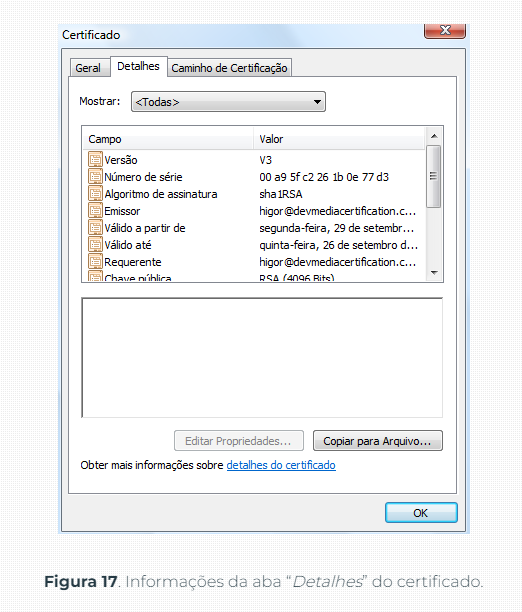 Certificado
Geral Detalhes Caminho de Certificação
Mostrar: <Todas>
Campo Valor
Versão V3
Número de série 00 a9 5f c2 26 1b 0e 77 d3
Algoritmo de assinatura sha1RSA
Emissor higor@devmediacertification.c...
Válido a partir de segunda-feira, 29 de setembr...
Válido até quinta-feira, 26 de setembro d...
Requerente higor@devmediacertification.c...
Chave pública RSA (4096 Bits)
Editar Propriedades... Copiar para Arquivo...
Obter mais informações sobre detalhes do certificado
OK
Figura 17. Informações da aba “Detalhes” do certificado.